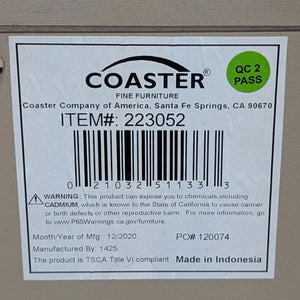 COASTER®
FINE FURNITURE
QC 2
PASS
Coaster Company of America, Santa Fe Springs, CA 90670
ITEM#: 223052
0 21032 51133 3
WARNING: This product can expose you to chemicals including
CADMIUM, which is known to the State of California to cause cancer
or birth defects or other reproductive harm. For more information, go
to www.P65Warnings.ca.gov/furniture.
Month/Year of Mfg: 12/2020 PO# 120074
Manufactured By: 1425
The product is TSCA Title VI compliant. Made in Indonesia